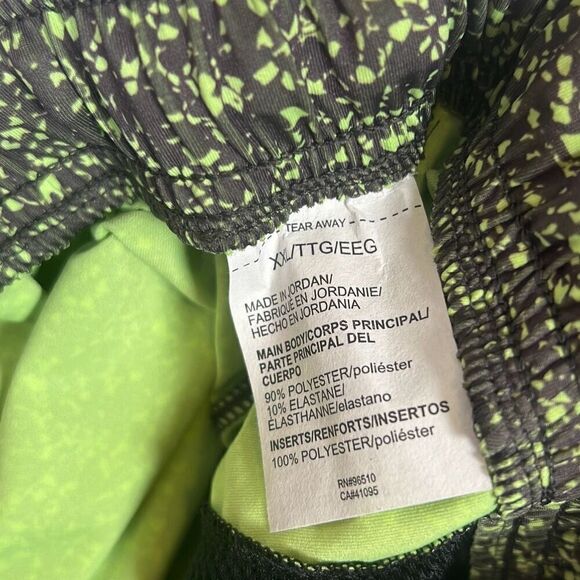 TEAR AWAY
XXL/TTG/EEG
MADE IN JORDAN/
FABRIQUÉ EN JORDANIE/
HECHO EN JORDANIA
MAIN BODY/CORPS PRINCIPAL/
PARTE PRINCIPAL DEL
CUERPO
90% POLYESTER/poliéster
10% ELASTANE/
ÉLASTHANNE/elastano
INSERTS/RENFORTS/INSERTOS
100% POLYESTER/poliéster
RN#96510
CA#41095